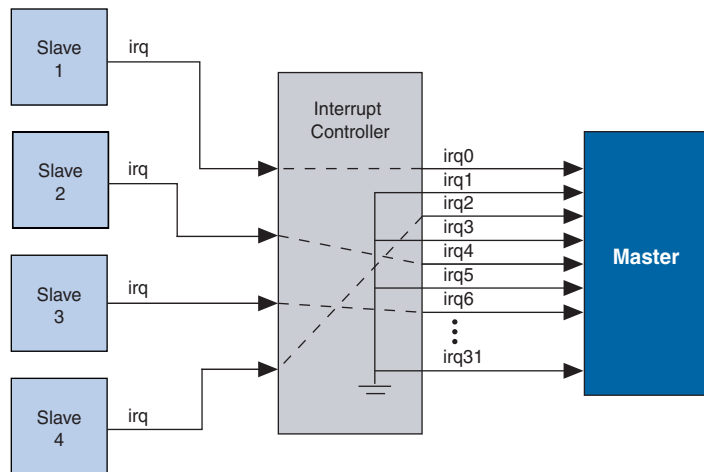 Slave
1
irq
Slave
2
irq
Slave
3
irq
Slave
4
irq
Interrupt
Controller
irq0
irq1
irq2
irq3
irq4
irq5
irq6
irq31
Master